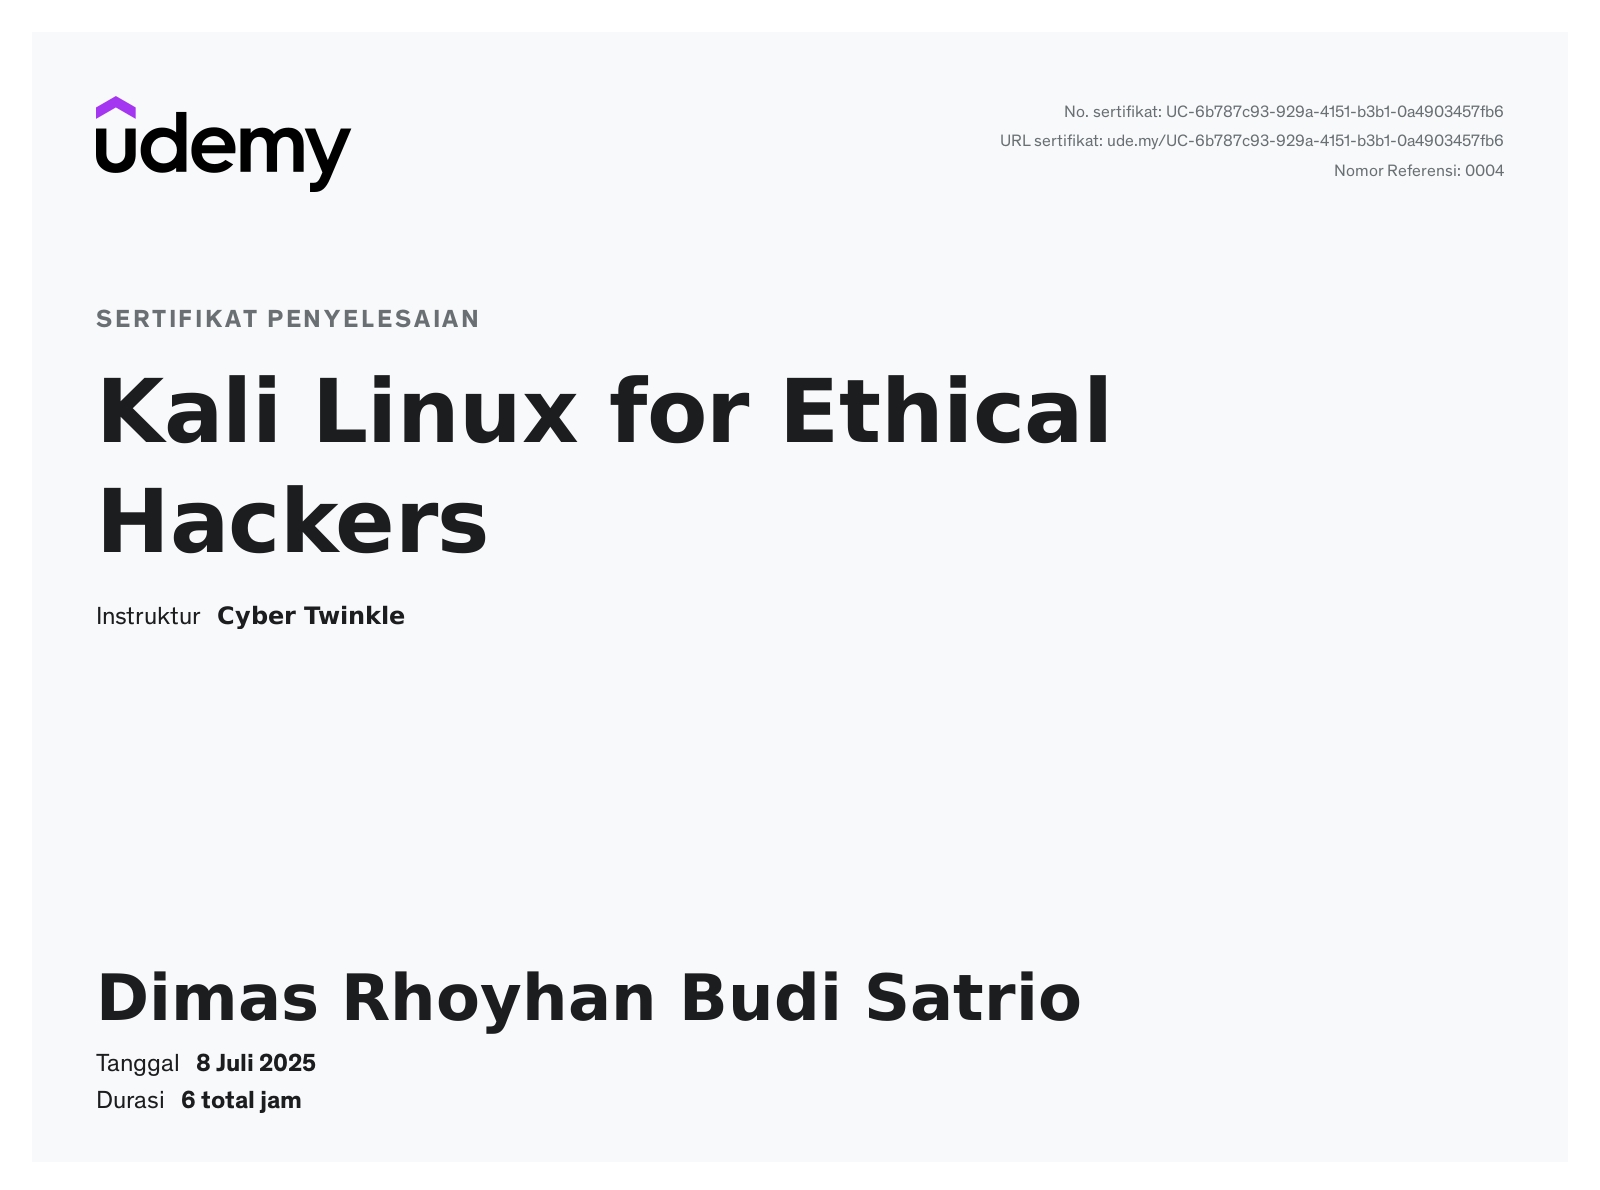 udemy
No. sertifikat: UC-6b787c93-929a-4151-b3b1-0a4903457fb6
URL sertifikat: ude.my/UC-6b787c93-929a-4151-b3b1-0a4903457fb6
Nomor Referensi: 0004
SERTIFIKAT PENYELESAIAN
Kali Linux for Ethical
Hackers
Instruktur Cyber Twinkle
Dimas Rhoyhan Budi Satrio
Tanggal 8 Juli 2025
Durasi 6 total jam